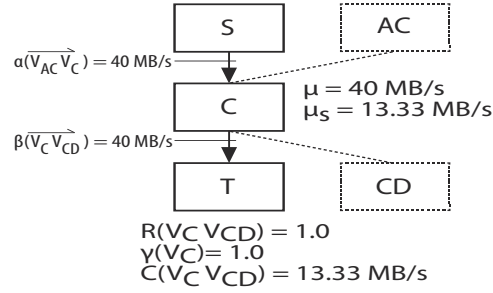 S
AC
α(V_AC V_C) = 40 MB/s
C
μ = 40 MB/s
μ_s = 13.33 MB/s
β(V_C V_CD) = 40 MB/s
T
CD
R(V_C V_CD) = 1.0
γ(V_C)= 1.0
C(V_C V_CD) = 13.33 MB/s